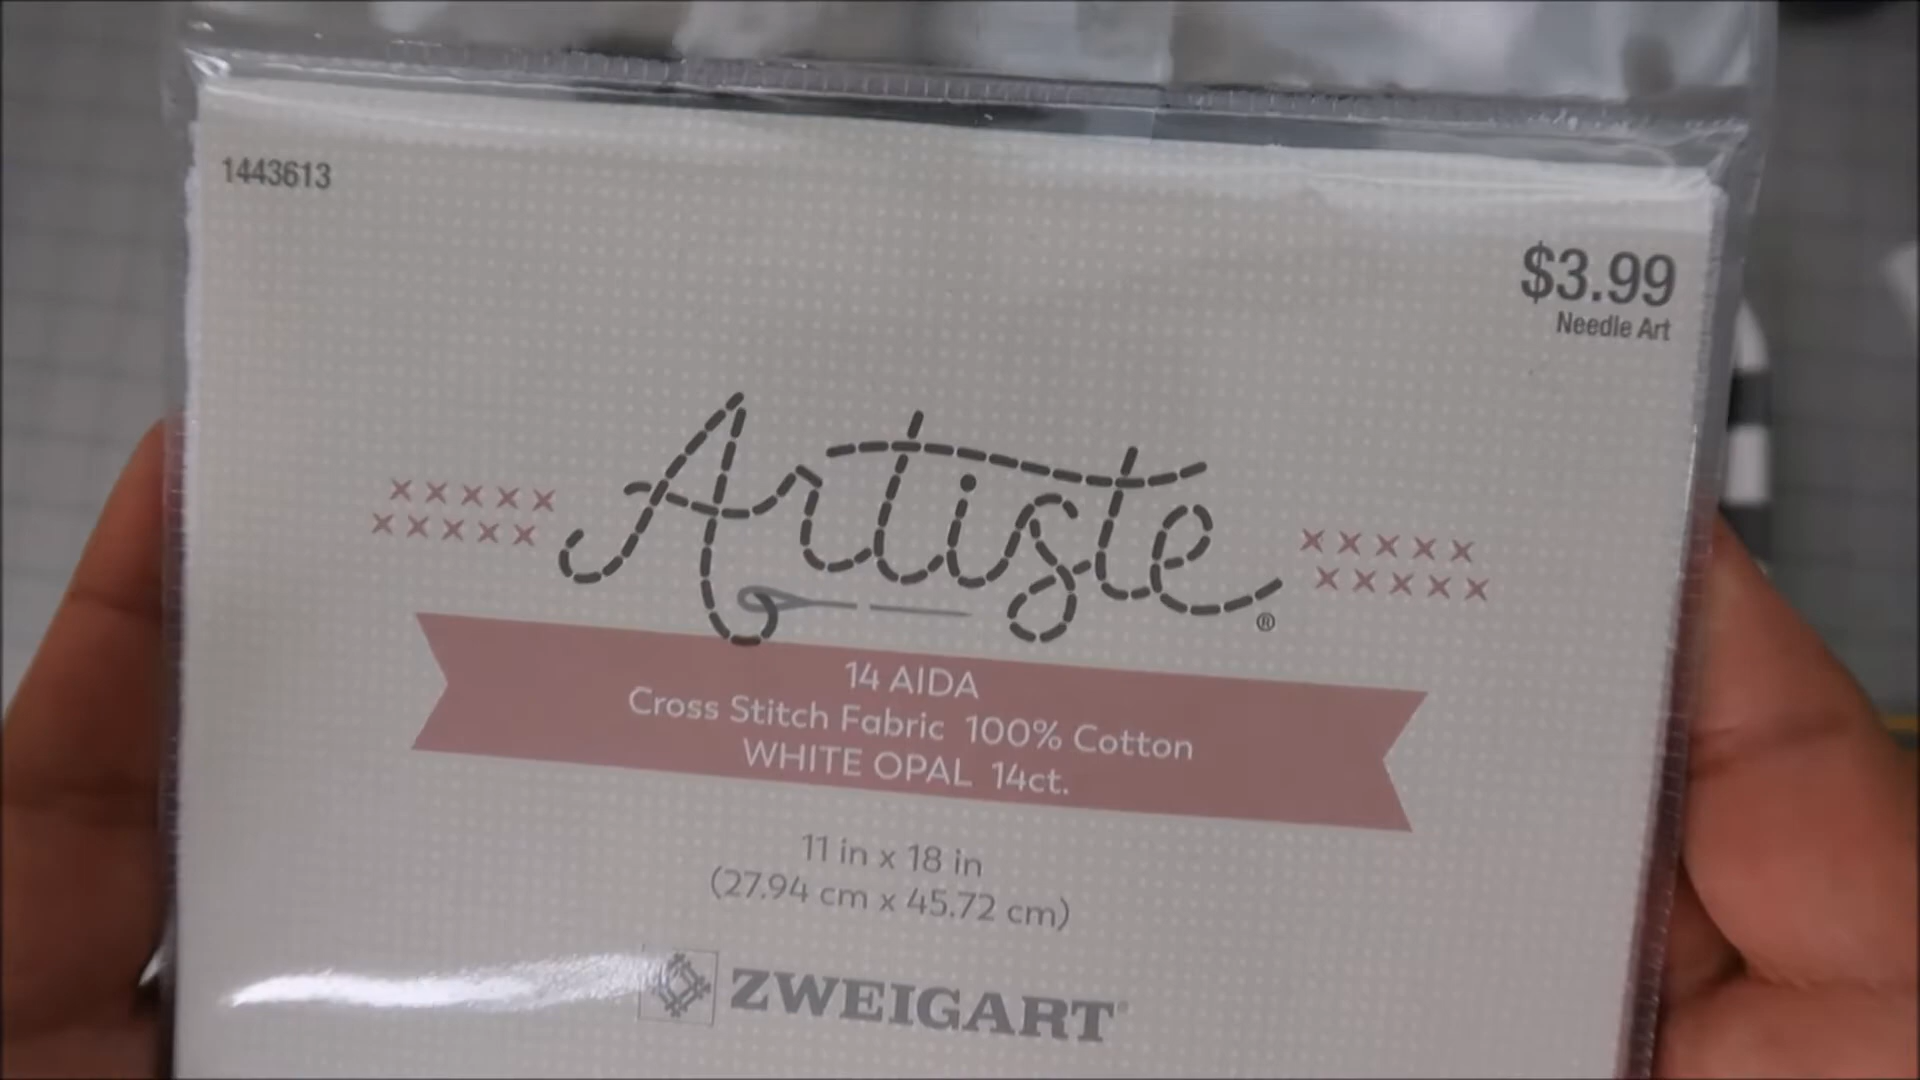 1443613
$3.99
Needle Art
Artiste®
14 AIDA
Cross Stitch Fabric 100% Cotton
WHITE OPAL 14ct.
11 in x 18 in
(27.94 cm x 45.72 cm)
ZWEIGART®